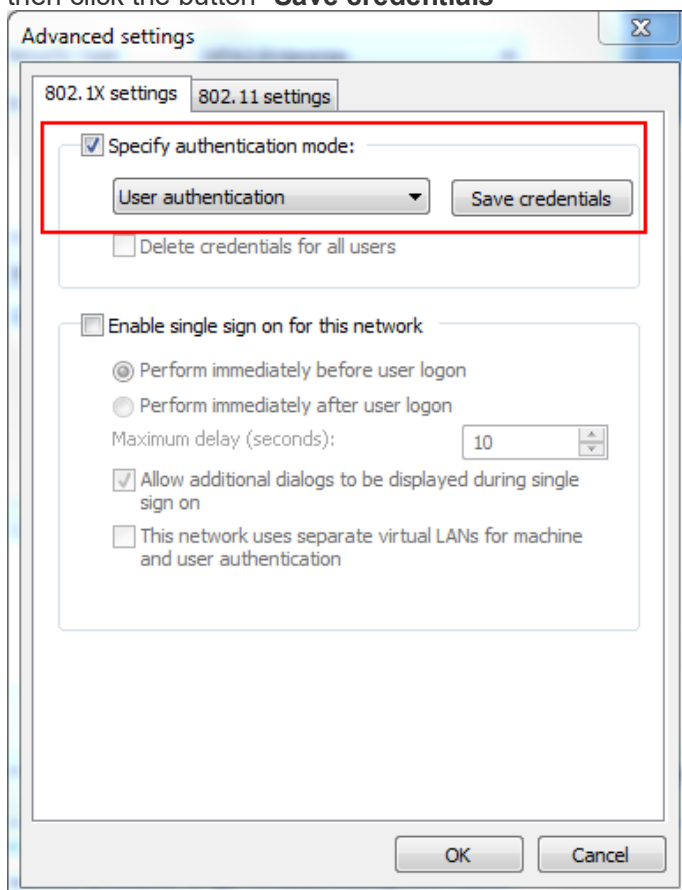 then click the button "Save credentials"
Advanced settings
802.1X settings 802.11 settings
Specify authentication mode:
User authentication Save credentials
Delete credentials for all users
Enable single sign on for this network
Perform immediately before user logon
Perform immediately after user logon
Maximum delay (seconds): 10
Allow additional dialogs to be displayed during single
sign on
This network uses separate virtual LANs for machine
and user authentication
OK Cancel